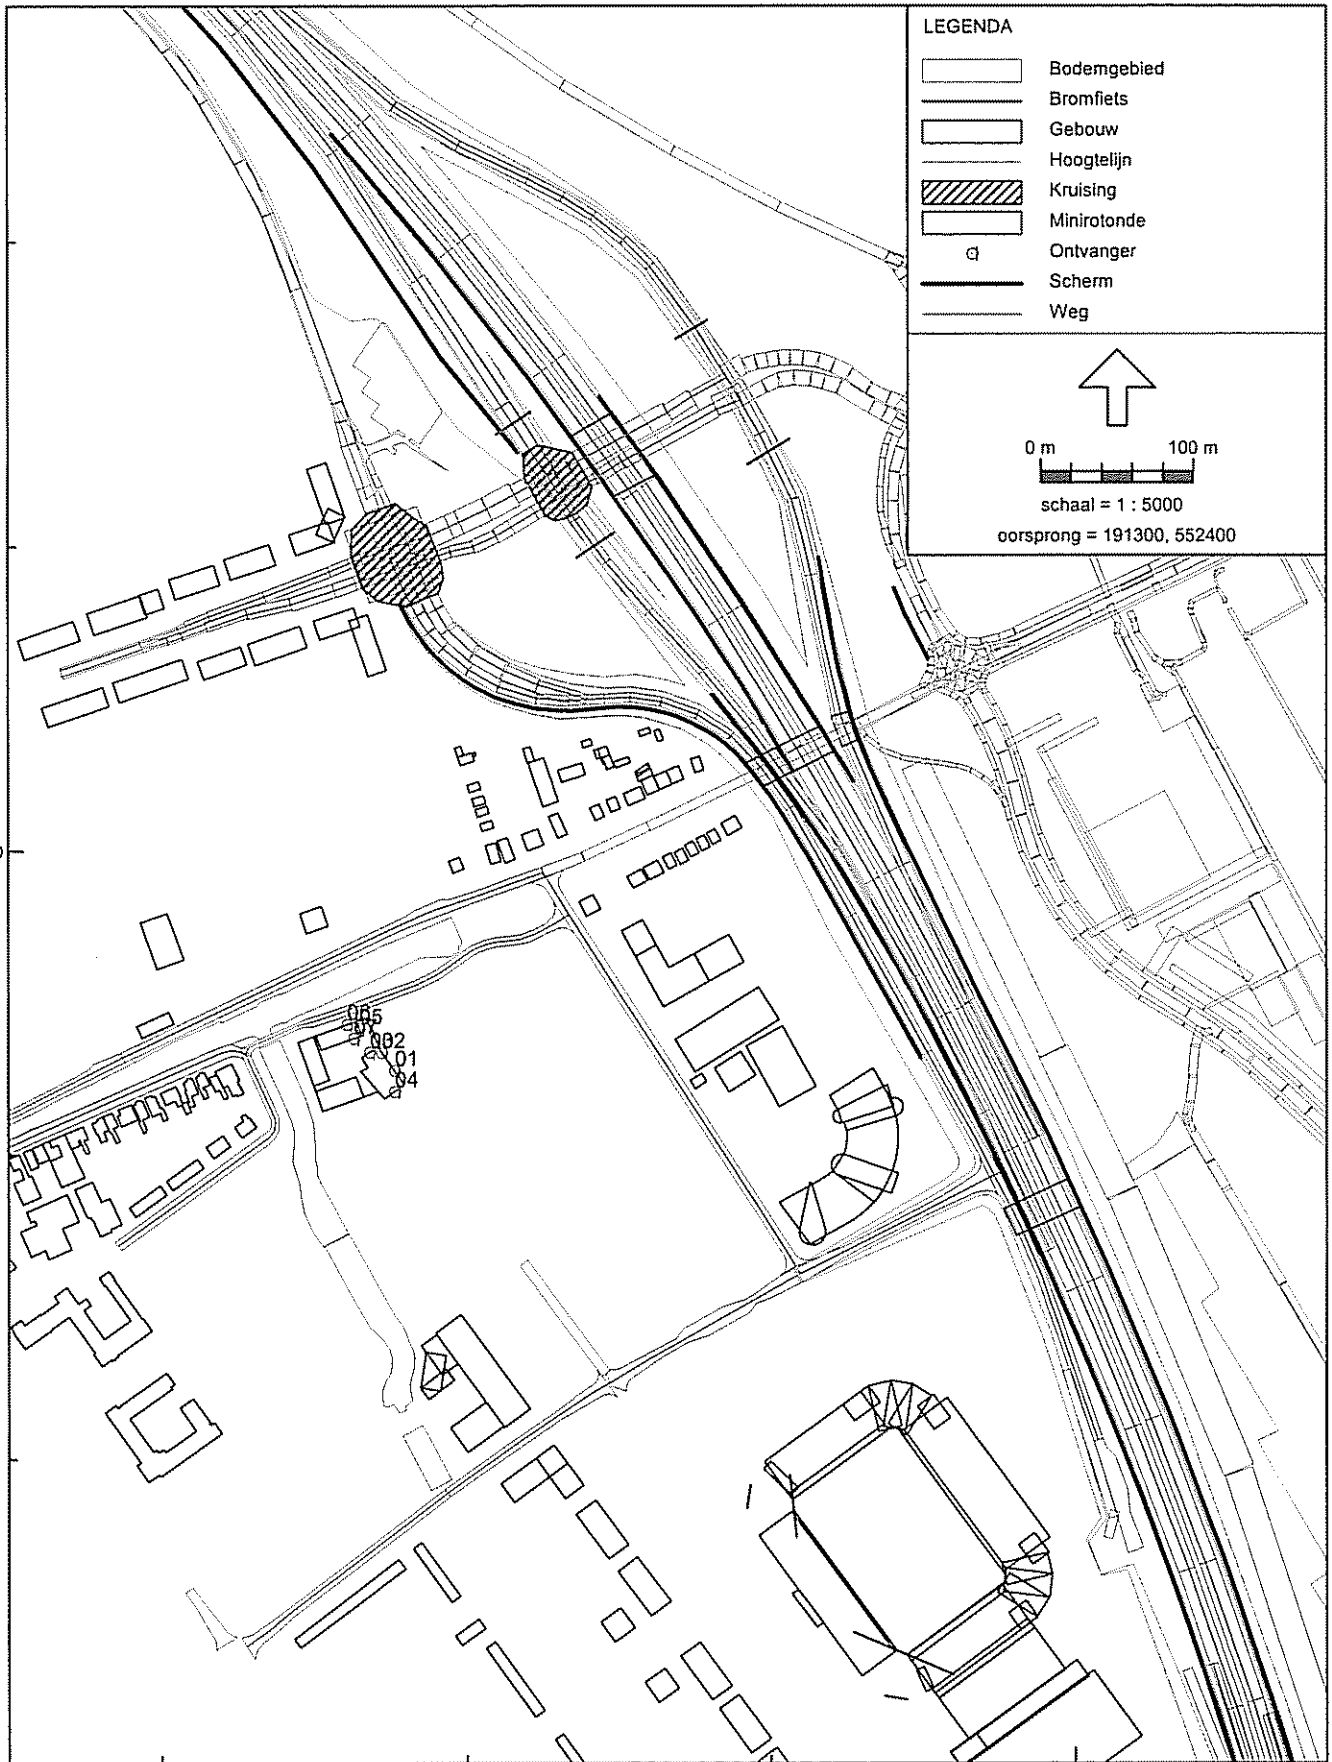 LEGENDA
Bodemgebied
Bromfiets
Gebouw
Hoogtelijn
Kruising
Minirotonde
Ontvanger
Scherm
Weg
0 m 100 m
schaal = 1 : 5000
oorsprong = 191300, 552400
01
04